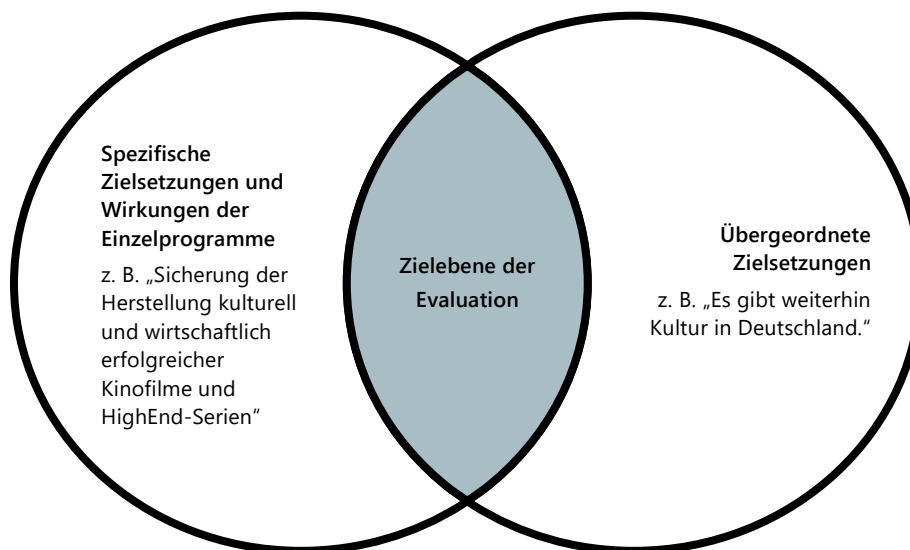 Spezifische
Zielsetzungen und
Wirkungen der
Einzelprogramme
z. B. „Sicherung der
Herstellung kulturell
und wirtschaftlich
erfolgreicher
Kinofilme und
HighEnd-Serien“
Zielebene der
Evaluation
Übergeordnete
Zielsetzungen
z. B. „Es gibt weiterhin
Kultur in Deutschland.“